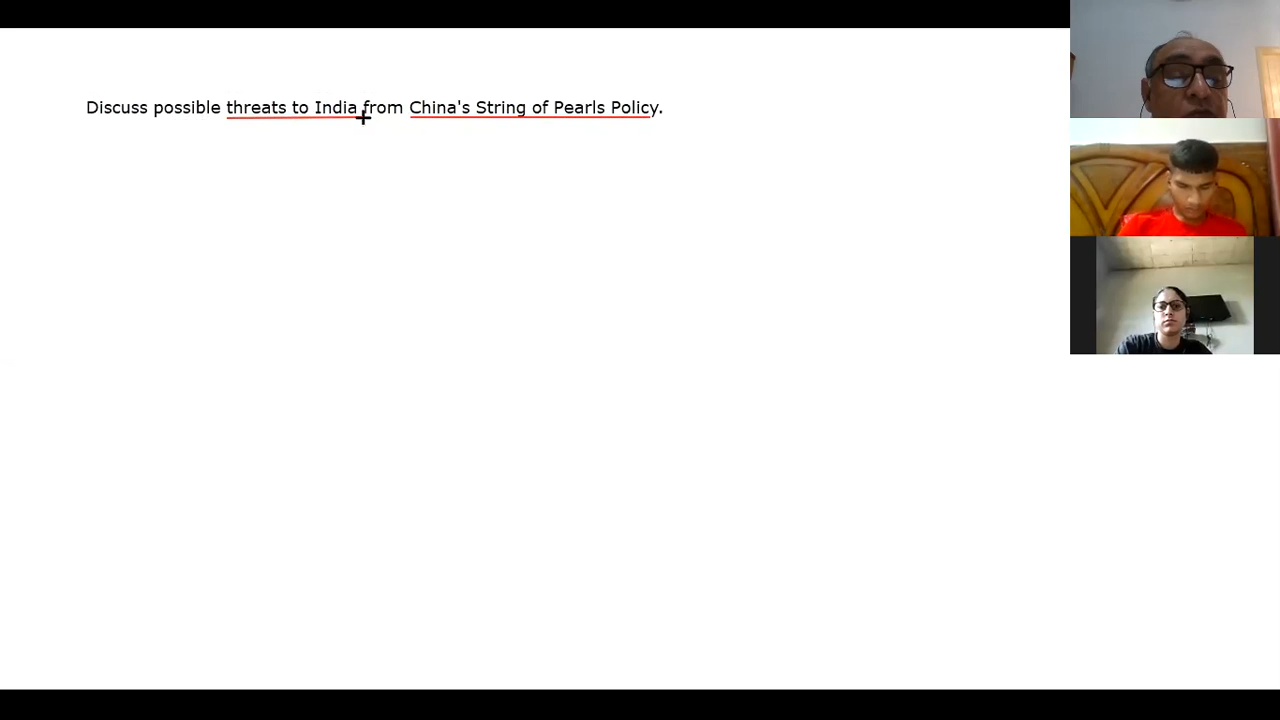 Discuss possible threats to India from China's String of Pearls Policy.